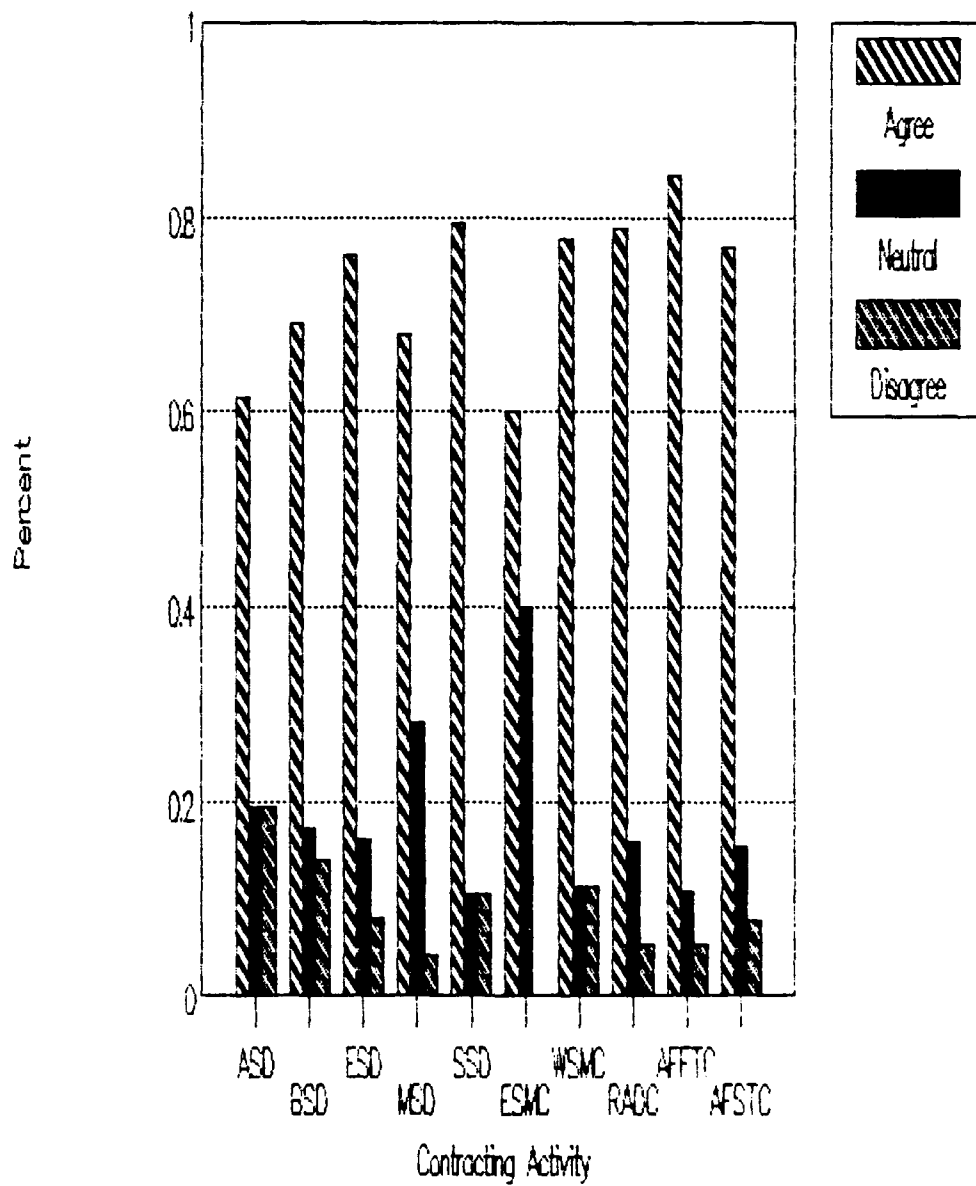 1
0.8
0.6
0.4
0.2
0
Percent
ASD ESD SSD WSMC AFFTC
BSD MSD ESMC RADC AFSTC
Contracting Activity
Agree
Neutral
Disagree